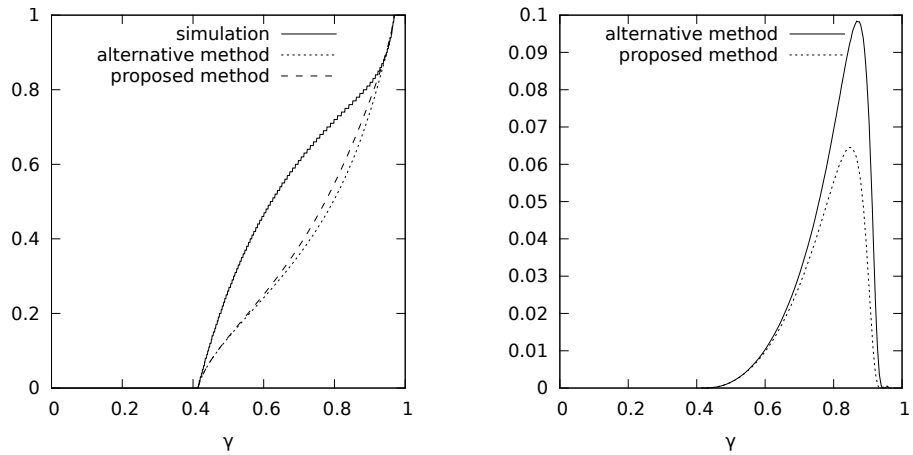 simulation
alternative method
proposed method
1
0.8
0.6
0.4
0.2
0
0 0.2 0.4 0.6 0.8 1
γ
alternative method
proposed method
0.1
0.09
0.08
0.07
0.06
0.05
0.04
0.03
0.02
0.01
0
0 0.2 0.4 0.6 0.8 1
γ